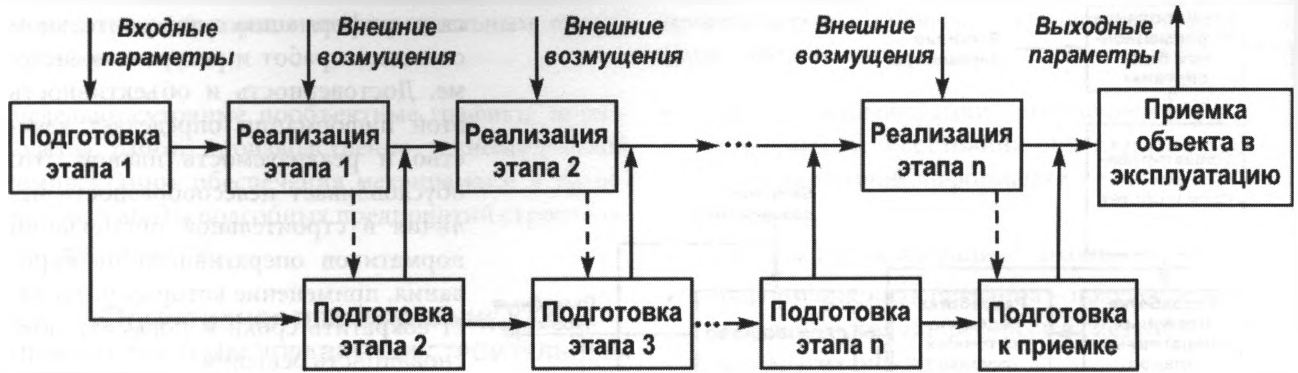 Входные
параметры
Внешние
возмущения
Внешние
возмущения
Внешние
возмущения
Выходные
параметры
Подготовка
этапа 1
Реализация
этапа 1
Реализация
этапа 2
...
Реализация
этапа n
Приемка
объекта в
эксплуатацию
Подготовка
этапа 2
Подготовка
этапа 3
...
Подготовка
этапа n
Подготовка
к приемке